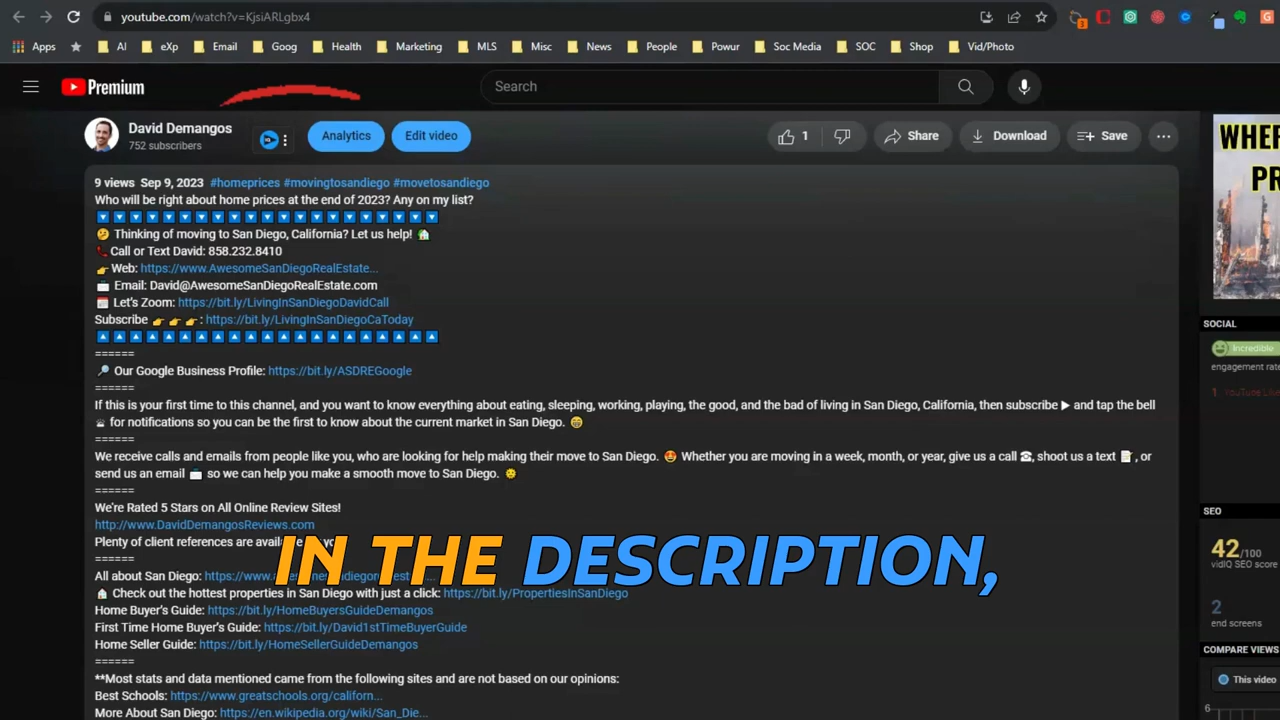 youtube.com/watch?v=KjsiARLgbx4
Apps AI eXp Email Goog Health Marketing MLS Misc News People Powur Soc Media SOC Shop Vid/Photo
Premium
Search
David Demangos
752 subscribers
Analytics
Edit video
1
Share
Download
Save
WHER
PR
9 views Sep 9, 2023 #homeprices #movingtosandiego #movetosandiego
Who will be right about home prices at the end of 2023? Any on my list?
Thinking of moving to San Diego, California? Let us help!
Call or Text David: 858.232.8410
Web: https://www.AwesomeSanDiegoRealEstate...
Email: David@AwesomeSanDiegoRealEstate.com
Let's Zoom: https://bit.ly/LivingInSanDiegoDavidCall
Subscribe : https://bit.ly/LivingInSanDiegoCaToday
======
Our Google Business Profile: https://bit.ly/ASDREGoogle
======
If this is your first time to this channel, and you want to know everything about eating, sleeping, working, playing, the good, and the bad of living in San Diego, California, then subscribe ▶ and tap the bell
for notifications so you can be the first to know about the current market in San Diego.
======
We receive calls and emails from people like you, who are looking for help making their move to San Diego. Whether you are moving in a week, month, or year, give us a call ☎, shoot us a text , or
send us an email so we can help you make a smooth move to San Diego.
======
We're Rated 5 Stars on All Online Review Sites!
http://www.DavidDemangosReviews.com
Plenty of client references are
======
IN THE DESCRIPTION,
All about San Diego:
Check out the hottest properties in San Diego with just a click: https://bit.ly/PropertiesInSanDiego
Home Buyer's Guide: https://bit.ly/HomeBuyersGuideDemangos
First Time Home Buyer's Guide: https://bit.ly/David1stTimeBuyerGuide
Home Seller Guide: https://bit.ly/HomeSellerGuideDemangos
======
**Most stats and data mentioned came from the following sites and are not based on our opinions:
Best Schools: https://www.greatschools.org/californ...
More About San Diego: https://en.wikipedia.org/wiki/San_Die...
SOCIAL
Incredible
engagement rate
1 YouTube Like
SEO
42/100
vidIQ SEO score
2
end screens
COMPARE VIEWS
This video
6